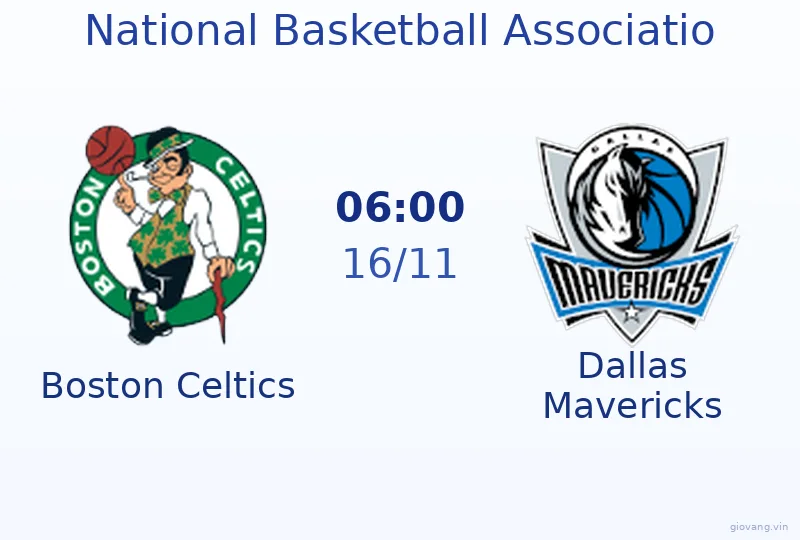 National Basketball Associatio
BOSTON CELTICS
06:00
16/11
DALLAS
MAVERICKS
Boston Celtics
Dallas
Mavericks
giovang.vin